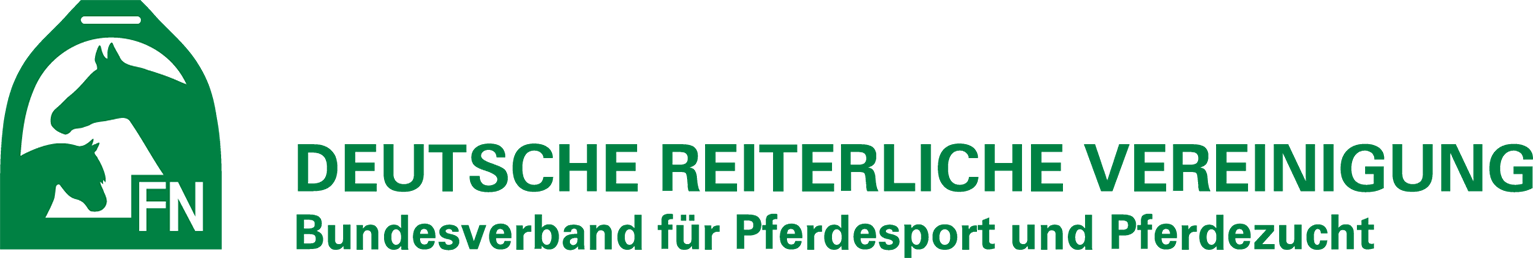 FN
DEUTSCHE REITERLICHE VEREINIGUNG
Bundesverband für Pferdesport und Pferdezucht